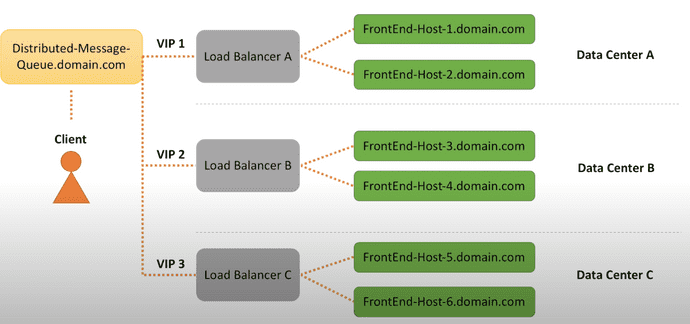 Distributed-Message-
Queue.domain.com
Client
VIP 1
Load Balancer A
FrontEnd-Host-1.domain.com
FrontEnd-Host-2.domain.com
Data Center A
VIP 2
Load Balancer B
FrontEnd-Host-3.domain.com
FrontEnd-Host-4.domain.com
Data Center B
VIP 3
Load Balancer C
FrontEnd-Host-5.domain.com
FrontEnd-Host-6.domain.com
Data Center C